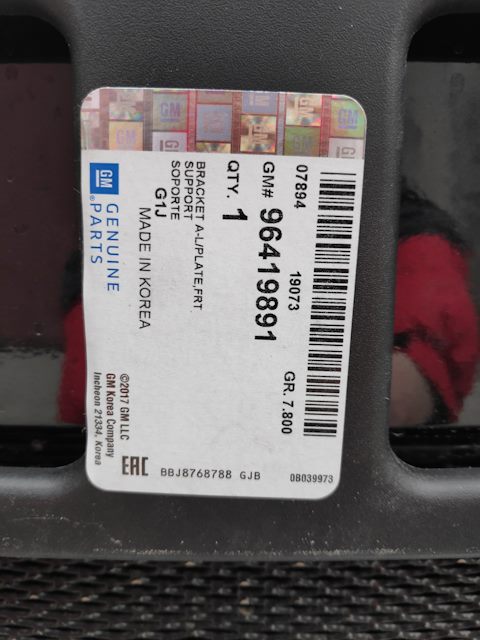 07894 19073 GR. 7.800
GM# 96419891
QTY. 1
BRACKET A-L/PLATE,FRT
SUPPORT
SOPORTE
G1J
MADE IN KOREA
GM GENUINE
PARTS
©2017 GM LLC
GM Korea Company
Incheon 21334, Korea
EAC
BBJ8768788 GJB
0B039973